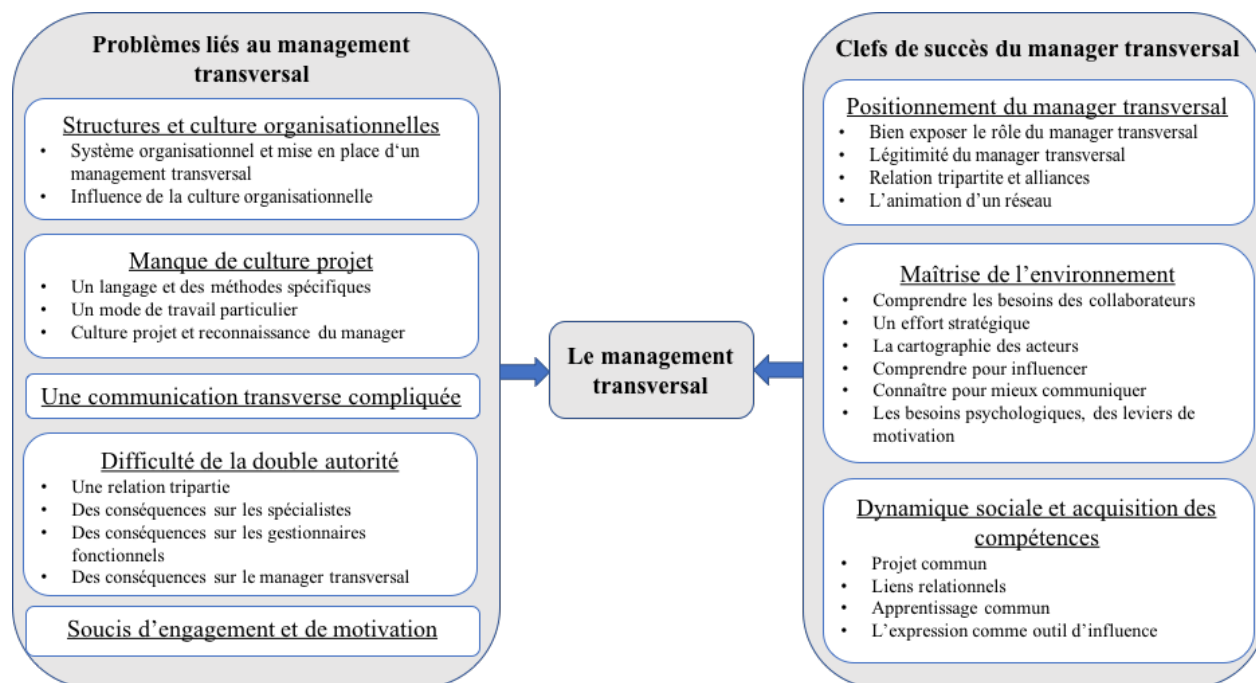 Problèmes liés au management
transversal
Structures et culture organisationnelles
• Système organisationnel et mise en place d‘un
management transversal
• Influence de la culture organisationnelle
Manque de culture projet
• Un langage et des méthodes spécifiques
• Un mode de travail particulier
• Culture projet et reconnaissance du manager
Une communication transverse compliquée
Difficulté de la double autorité
• Une relation tripartie
• Des conséquences sur les spécialistes
• Des conséquences sur les gestionnaires
fonctionnels
• Des conséquences sur le manager transversal
Soucis d’engagement et de motivation
Le management
transversal
Clefs de succès du manager transversal
Positionnement du manager transversal
• Bien exposer le rôle du manager transversal
• Légitimité du manager transversal
• Relation tripartite et alliances
• L’animation d’un réseau
Maîtrise de l’environnement
• Comprendre les besoins des collaborateurs
• Un effort stratégique
• La cartographie des acteurs
• Comprendre pour influencer
• Connaître pour mieux communiquer
• Les besoins psychologiques, des leviers de
motivation
Dynamique sociale et acquisition des
compétences
• Projet commun
• Liens relationnels
• Apprentissage commun
• L’expression comme outil d’influence